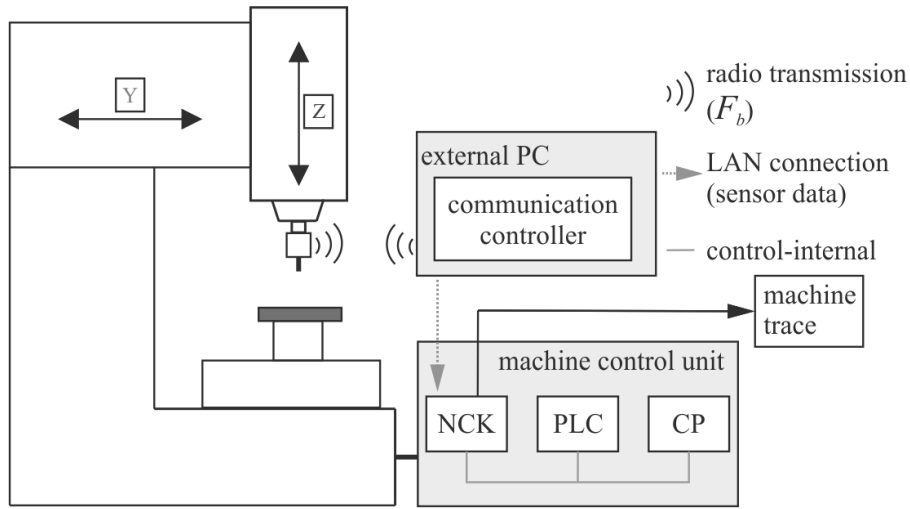 Y
Z
radio transmission
(F_b)
external PC
communication
controller
LAN connection
(sensor data)
control-internal
machine
trace
machine control unit
NCK
PLC
CP